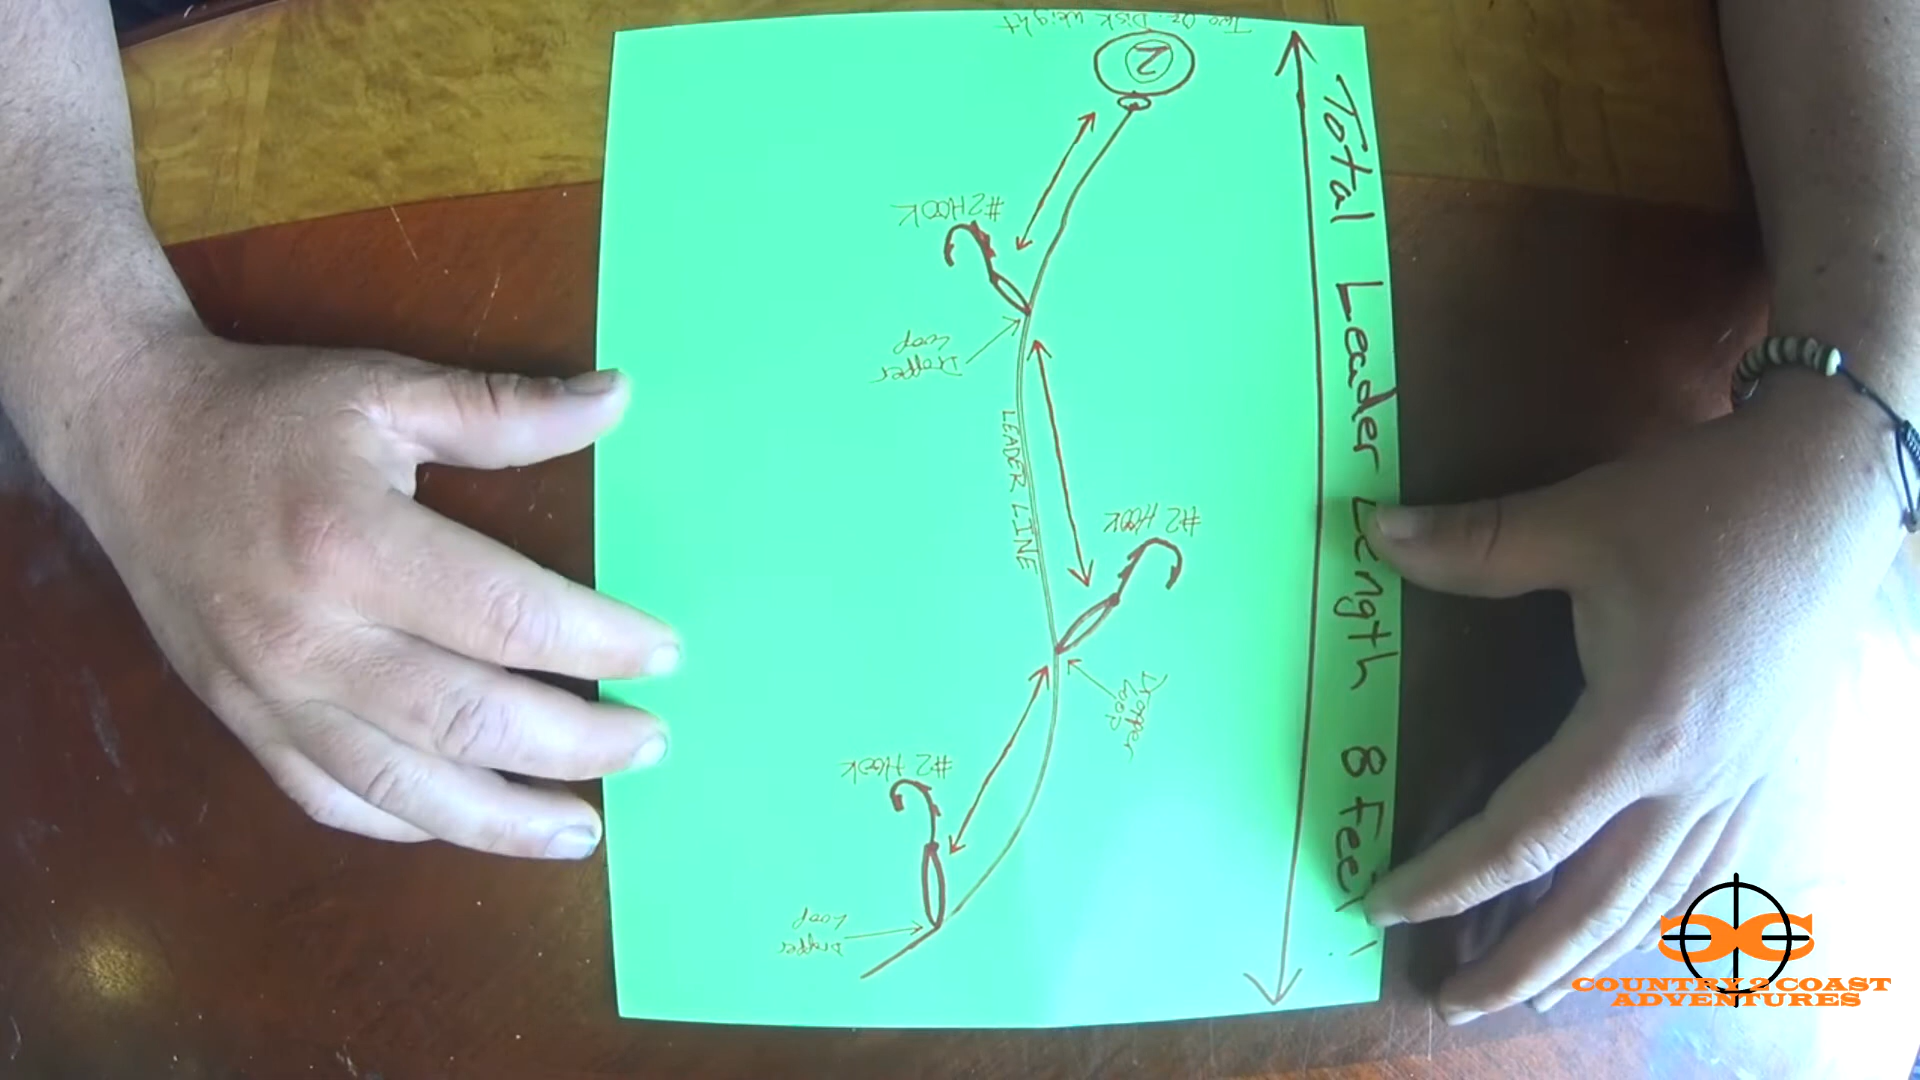 Two Oz. Disk Weight
2
#2 HOOK
Dropper
Loop
LEADER LINE
#2 HOOK
Dropper
Loop
#2 HOOK
Dropper
Loop
Total Leader Length 8 Feet!
COUNTRY 2 COAST
ADVENTURES